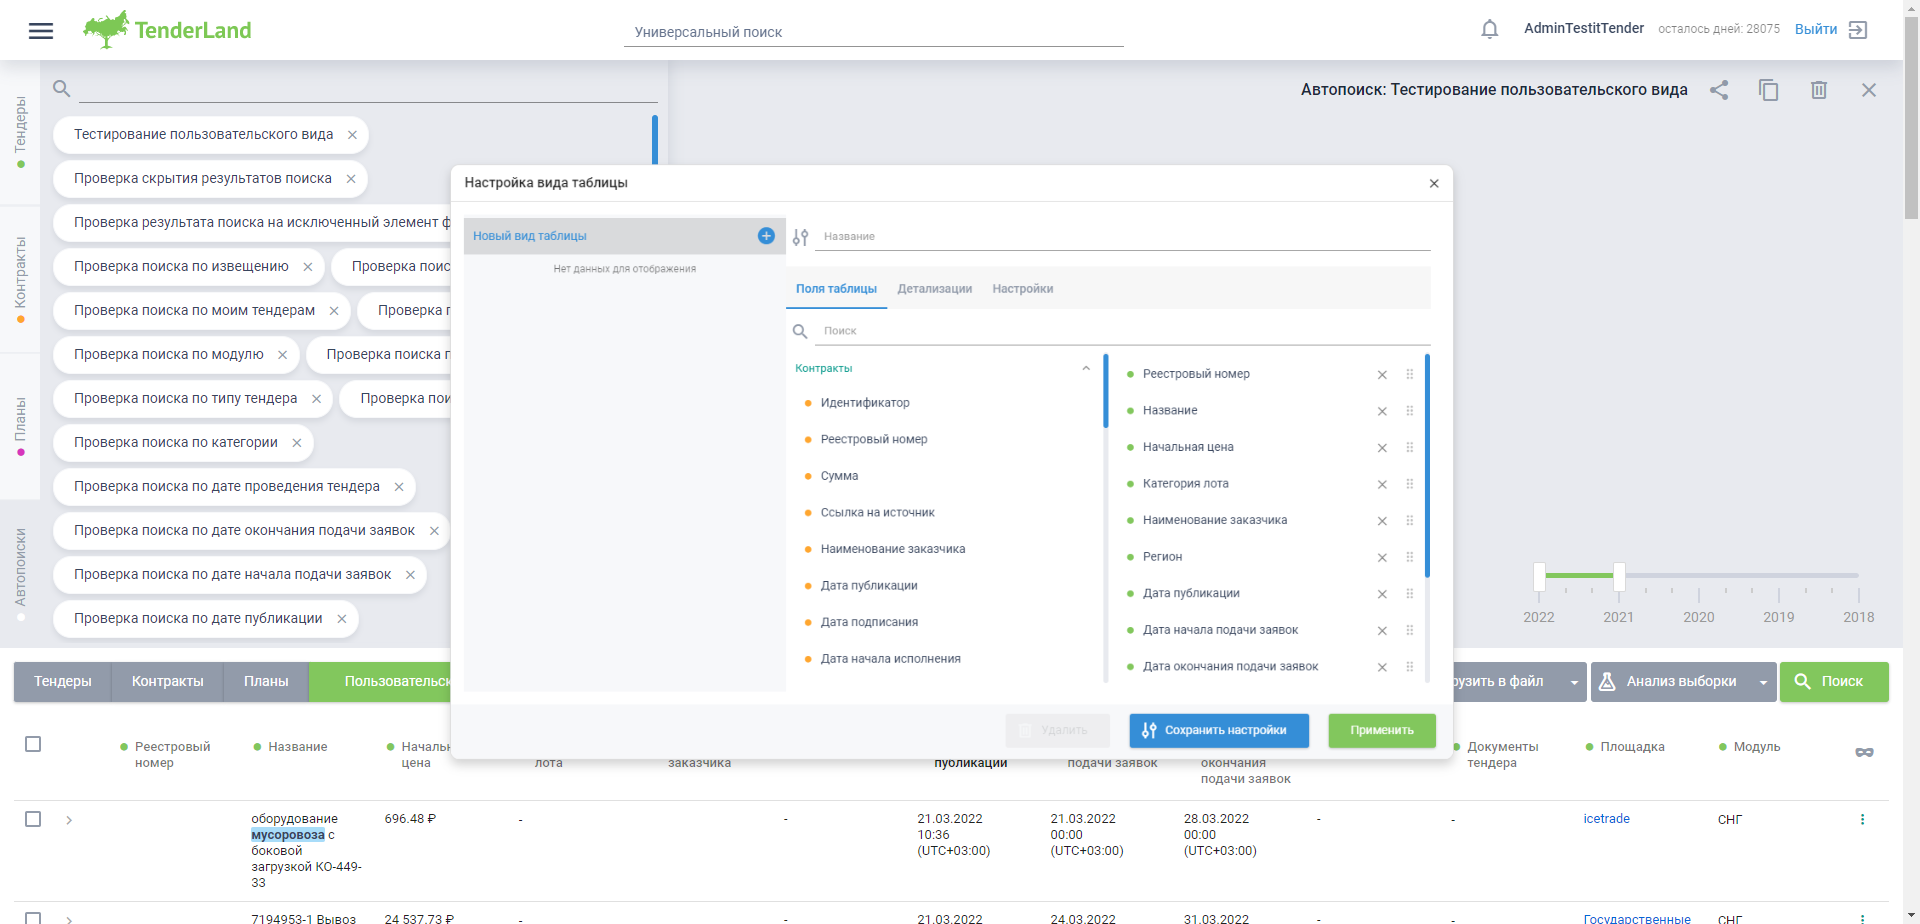 TenderLand
Универсальный поиск
AdminTestitTender
осталось дней: 28075
Выйти
Тендеры
Контракты
Планы
Автопоиски
Автопоиск: Тестирование пользовательского вида
Тестирование пользовательского вида
Проверка скрытия результатов поиска
Проверка результата поиска на исключенный элемент ф
Проверка поиска по извещению
Проверка поис
Проверка поиска по моим тендерам
Проверка г
Проверка поиска по модулю
Проверка поиска г
Проверка поиска по типу тендера
Проверка пои
Проверка поиска по категории
Проверка поиска по дате проведения тендера
Проверка поиска по дате окончания подачи заявок
Проверка поиска по дате начала подачи заявок
Проверка поиска по дате публикации
Настройка вида таблицы
Новый вид таблицы
Нет данных для отображения
Название
Поля таблицы
Детализации
Настройки
Поиск
Контракты
Идентификатор
Реестровый номер
Сумма
Ссылка на источник
Наименование заказчика
Дата публикации
Дата подписания
Дата начала исполнения
Реестровый номер
Название
Начальная цена
Категория лота
Наименование заказчика
Регион
Дата публикации
Дата начала подачи заявок
Дата окончания подачи заявок
Удалить
Сохранить настройки
Применить
2022
2021
2020
2019
2018
Тендеры
Контракты
Планы
Пользовательск
рузить в файл
Анализ выборки
Поиск
Реестровый
номер
Название
Началь
цена
лота
заказчика
публикации
подачи заявок
окончания
подачи заявок
Документы
тендера
Площадка
Модуль
оборудование
мусоровоза с
боковой
загрузкой КО-449-
33
696.48 ₽
-
-
21.03.2022
10:36
(UTC+03:00)
21.03.2022
00:00
(UTC+03:00)
28.03.2022
00:00
(UTC+03:00)
-
-
icetrade
СНГ
7194953-1 Вывоз
24 537.73 ₽
-
-
21.03.2022
24.03.2022
31.03.2022
-
-
Государственные
СНГ